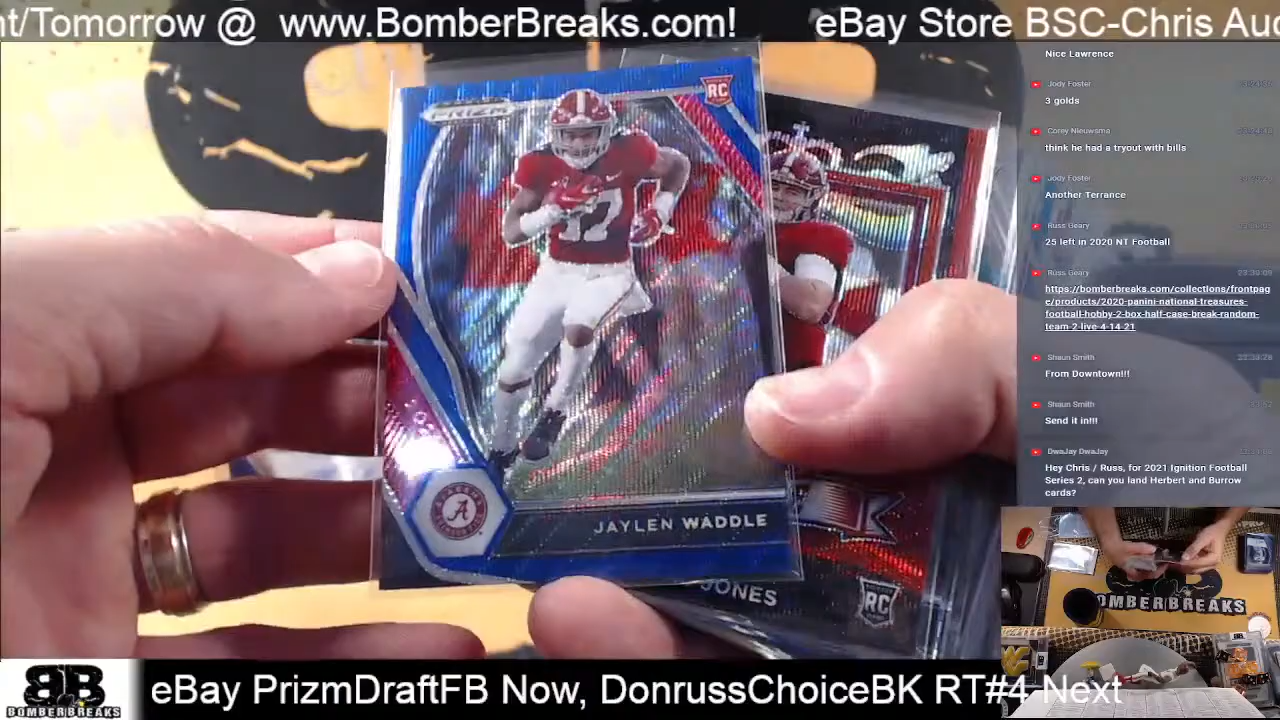 nt/Tomorrow @ www.BomberBreaks.com! eBay Store BSC-Chris Auc
Nice Lawrence
Jody Foster
3 golds
Corey Nieuwsma
think he had a tryout with bills
Jody Foster
Another Terrance
Russ Geary
25 left in 2020 NT Football
Russ Geary
https://bomberbreaks.com/collections/frontpag
e/products/2020-panini-national-treasures-
football-hobby-2-box-half-case-break-random-
team-2-live-4-14-21
Shaun Smith
From Downtown!!!
Shaun Smith
Send it in!!!
DwaJay DwaJay
Hey Chris / Russ, for 2021 Ignition Football
Series 2, can you land Herbert and Burrow
cards?
PRIZM
RC
17
A
JAYLEN WADDLE
JONES
RC
BOMBERBREAKS
BB
BOMBERBREAKS
eBay PrizmDraftFB Now, DonrussChoiceBK RT#4-Next